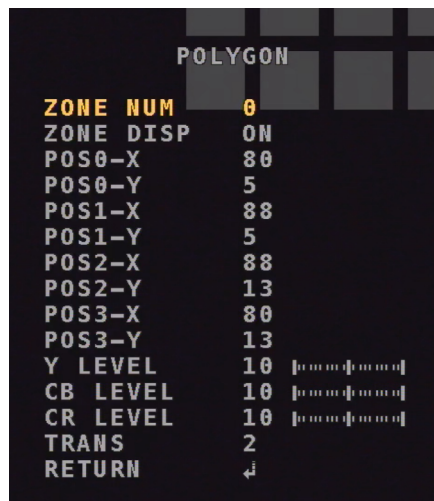 POLYGON
ZONE NUM 0
ZONE DISP ON
POS0-X 80
POS0-Y 5
POS1-X 88
POS1-Y 5
POS2-X 88
POS2-Y 13
POS3-X 80
POS3-Y 13
Y LEVEL 10
CB LEVEL 10
CR LEVEL 10
TRANS 2
RETURN ↲